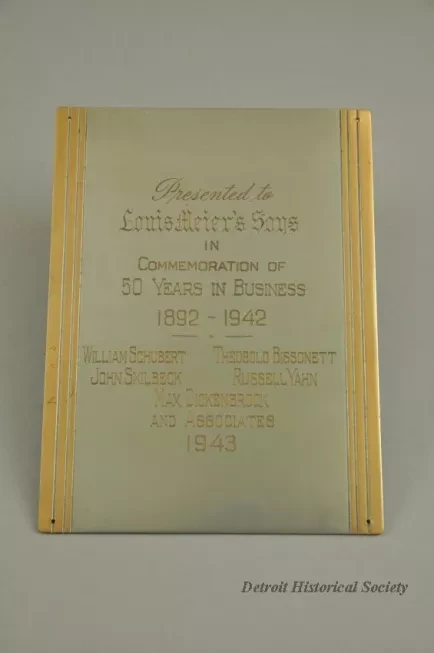 Presented to
Louis Meier's Sons
IN
COMMEMORATION OF
50 YEARS IN BUSINESS
1892 - 1942
WILLIAM SCHUBERT THEOBOLD BISSONETT
JOHN SKILBECK RUSSELL YAHN
MAX DICKENBROCK
AND ASSOCIATES
1943
Detroit Historical Society